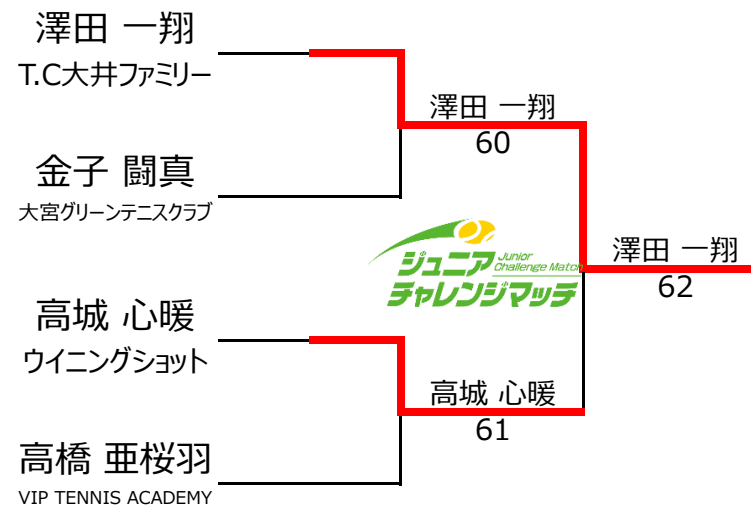 澤田 一翔
T.C大井ファミリー
澤田 一翔
60
金子 闘真
大宮グリーンテニスクラブ
ジュニア
Junior
Challenge Match
チャレンジマッチ
澤田 一翔
62
高城 心暖
ウイニングショット
高城 心暖
61
高橋 亜桜羽
VIP TENNIS ACADEMY